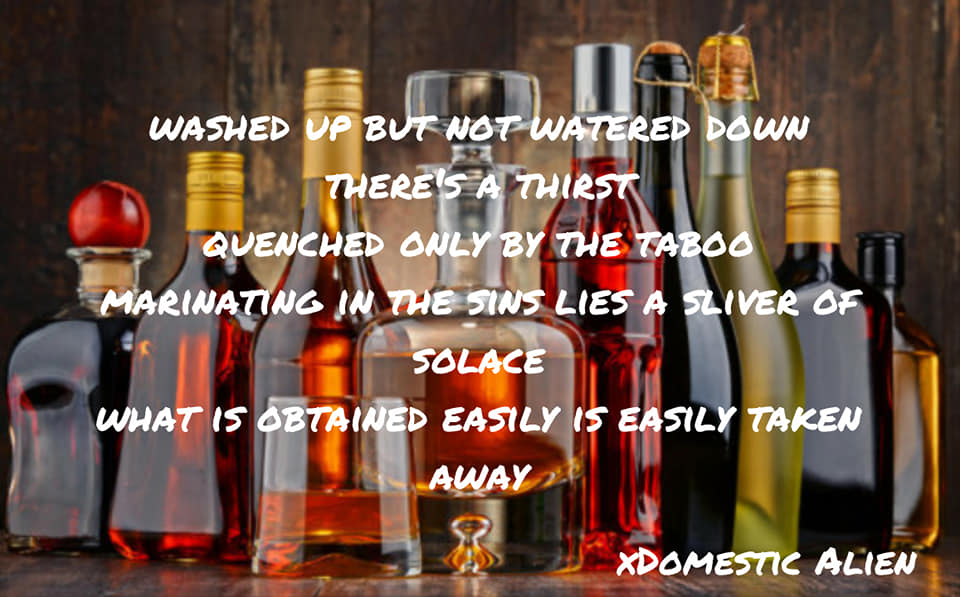 WASHED UP BUT NOT WATERED DOWN
THERE'S A THIRST
QUENCHED ONLY BY THE TABOO
MARINATING IN THE SINS LIES A SLIVER OF
SOLACE
WHAT IS OBTAINED EASILY IS EASILY TAKEN
AWAY
XDOMESTIC ALIEN